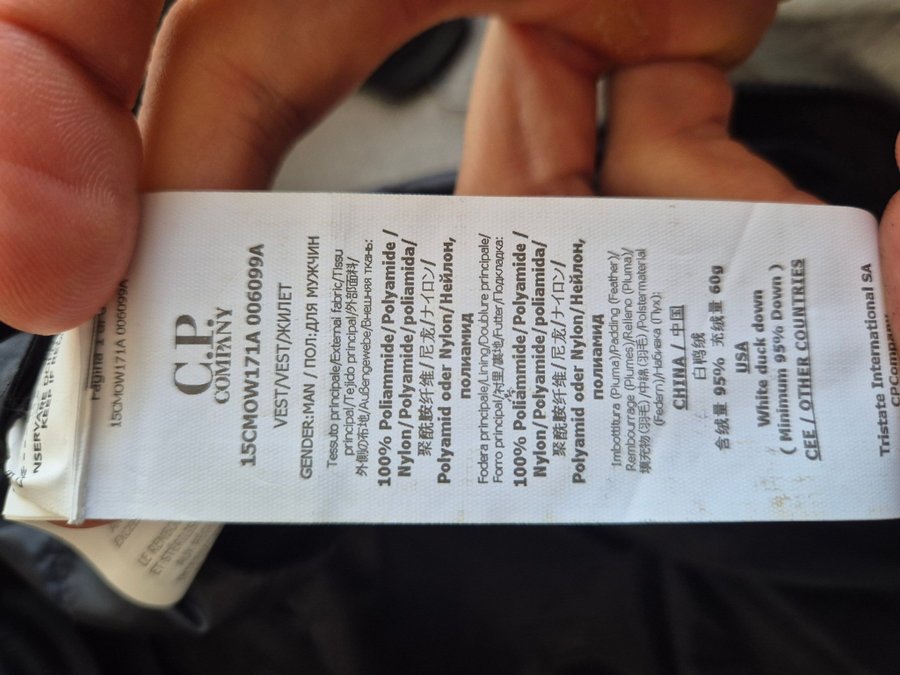 15CMOW171A 006099A
C.P.
COMPANY
15CMOW171A 006099A
VEST/VEST/ЖИЛЕТ
GENDER:MAN / ПОЛ:ДЛЯ МУЖЧИН
Tessuto principale/External fabric/Tissu
principal/Tejido principal/外部面料/
外側の布地/Außengewebe/Внешняя ткань:
100% Poliammide/Polyamide /
Nylon/Polyamide/poliamida/
聚酰胺纤维/尼龙/ナイロン/
Polyamid oder Nylon/Нейлон,
полиамид
Fodera principale/Lining/Doublure principale/
Forro principal/衬里/裏地/Futter/Подкладка:
100% Poliammide/Polyamide /
Nylon/Polyamide/poliamida/
聚酰胺纤维/尼龙/ナイロン/
Polyamid oder Nylon/Нейлон,
полиамид
Imbottitura (Piuma)/Padding (Feather)/
Rembourrage (Plumes)/Relleno (Pluma)/
填充物(羽毛)/中綿(羽毛)/Polstermaterial
(Federn)/Набивка (Пух):
CHINA / 中国
白鸭绒
含绒量 95% 充绒量 60g
USA
White duck down
( Minimum 95% Down )
CEE / OTHER COUNTRIES
Tristate International SA